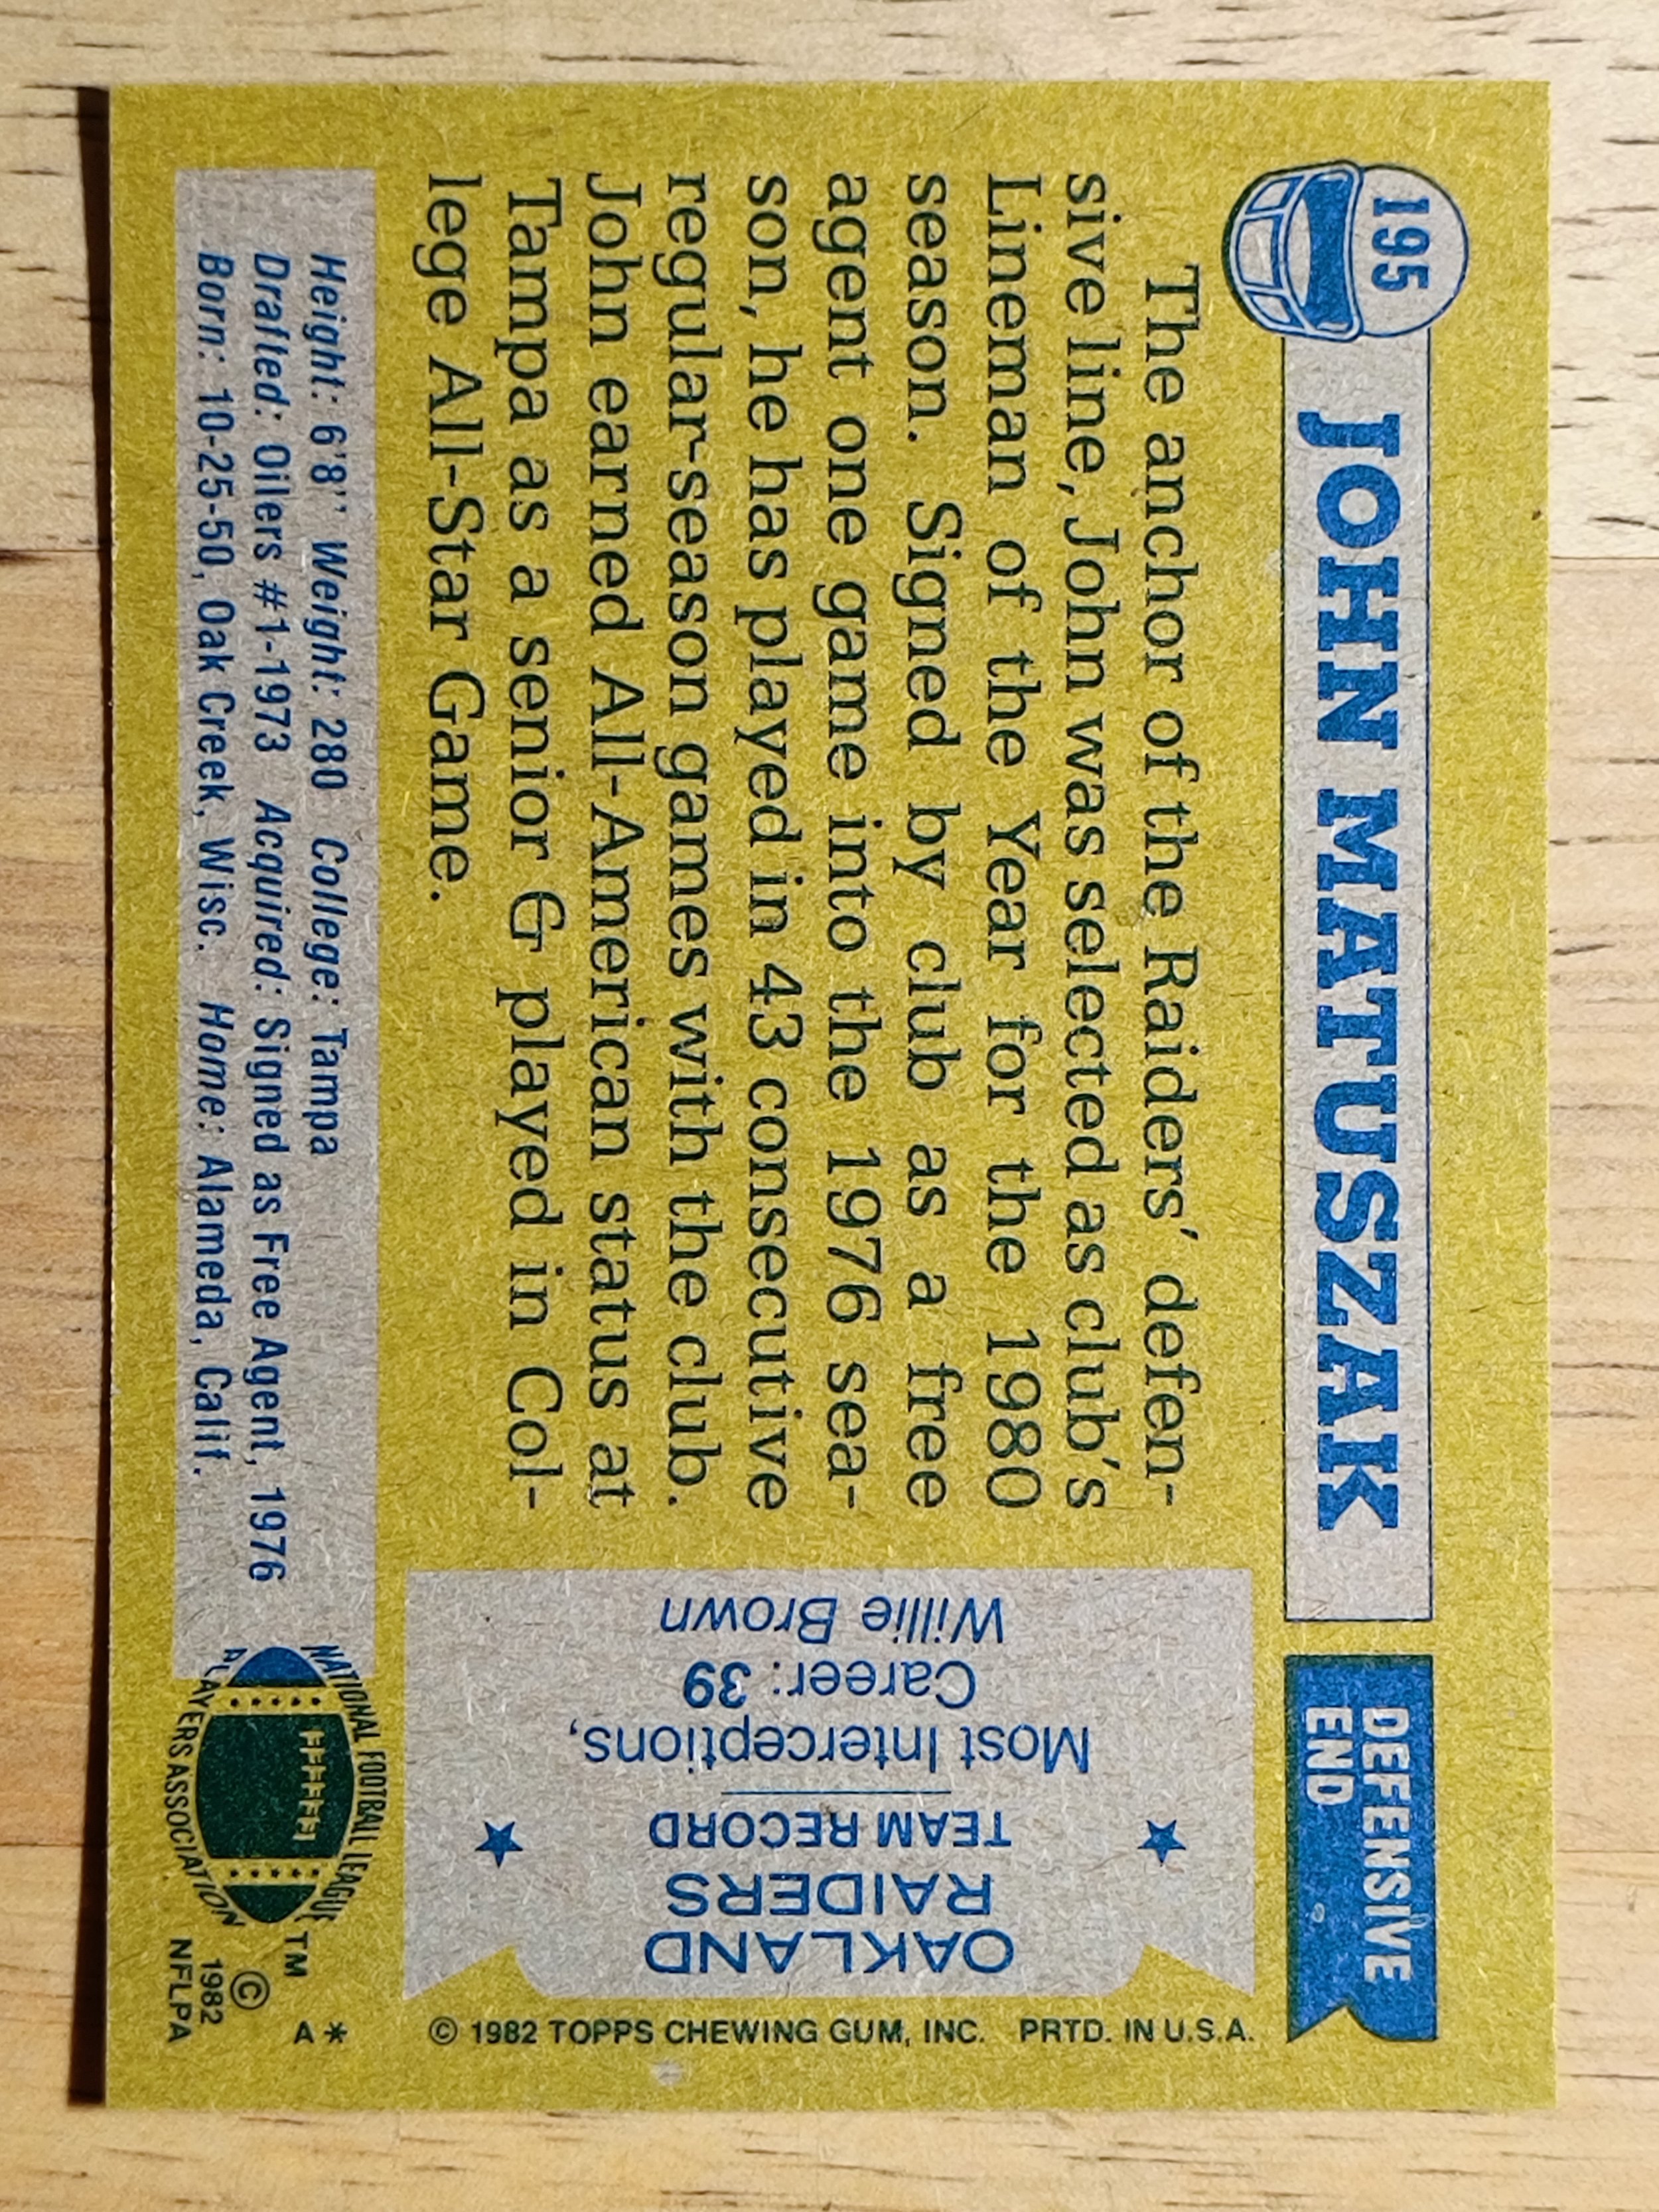 195
JOHN MATUSZAK
DEFENSIVE
END
The anchor of the Raiders' defen-
sive line, John was selected as club's
Lineman of the Year for the 1980
season. Signed by club as a free
agent one game into the 1976 sea-
son, he has played in 43 consecutive
regular-season games with the club.
John earned All-American status at
Tampa as a senior & played in Col-
lege All-Star Game.
OAKLAND
RAIDERS
TEAM RECORD
Most Interceptions,
Career: 39
Willie Brown
Height: 6'8'' Weight: 280 College: Tampa
Drafted: Oilers #1-1973 Acquired: Signed as Free Agent, 1976
Born: 10-25-50, Oak Creek, Wisc. Home: Alameda, Calif.
NATIONAL FOOTBALL LEAGUE
PLAYERS ASSOCIATION
TM
©
1982
NFLPA
A*
© 1982 TOPPS CHEWING GUM, INC. PRTD. IN U.S.A.